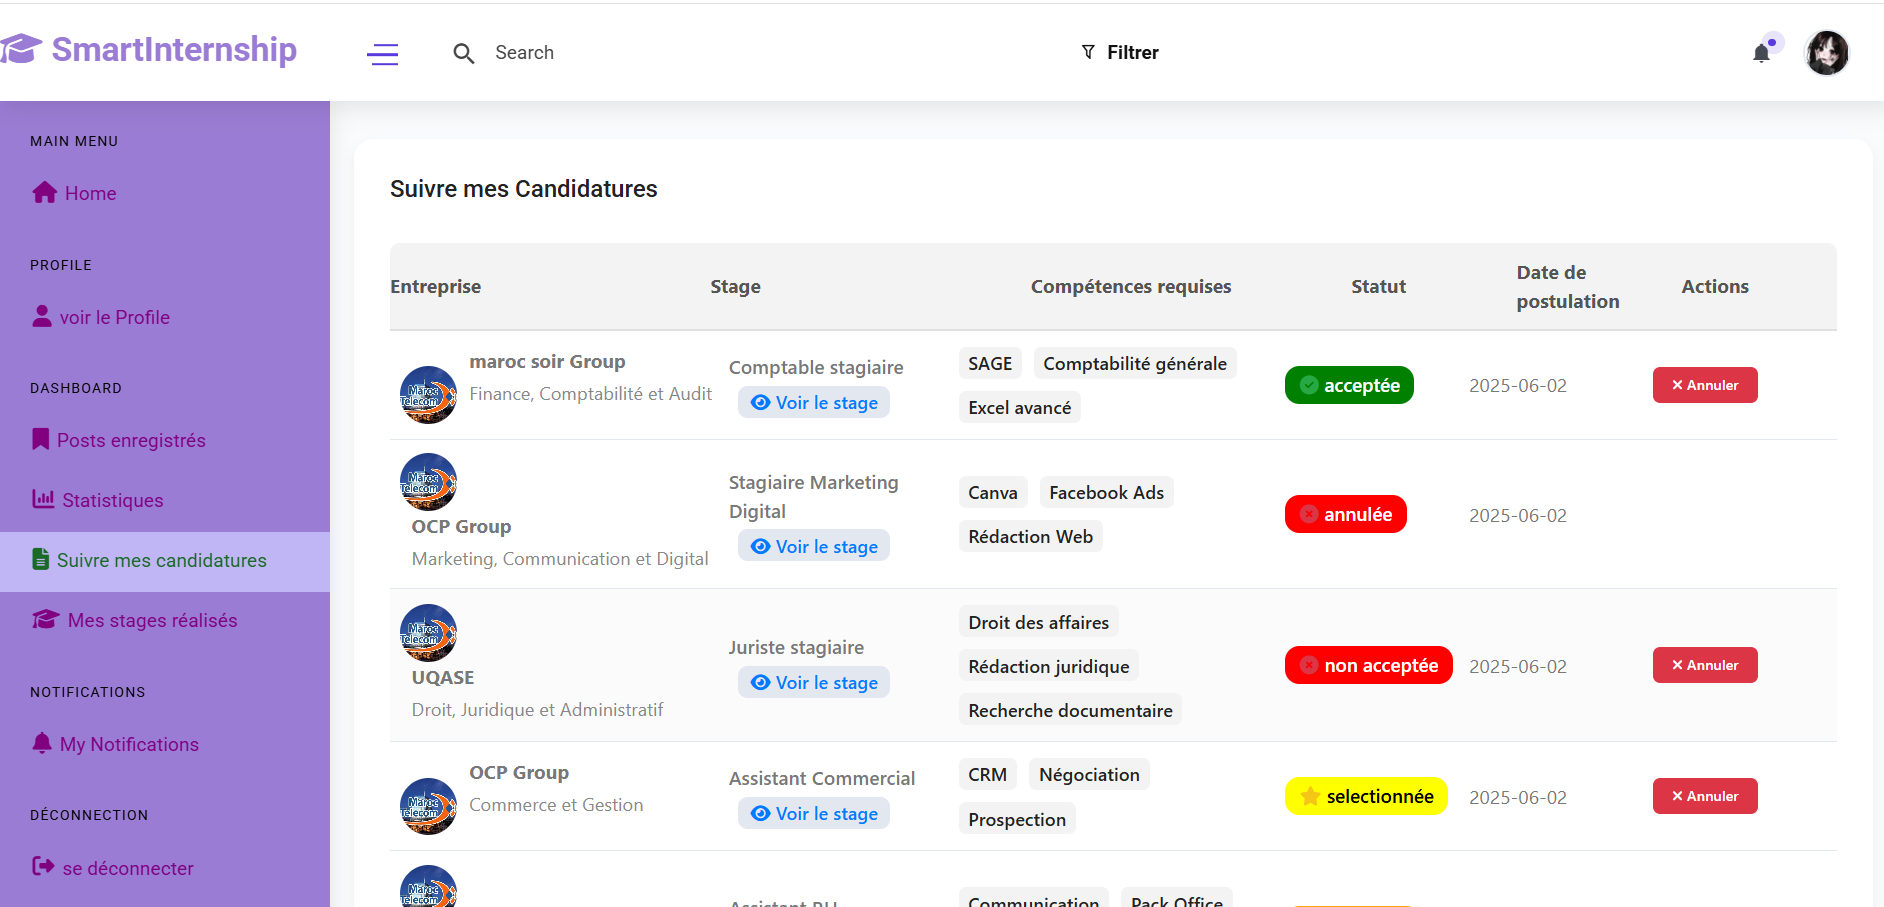 SmartInternship
Search
Filtrer
MAIN MENU
Home
PROFILE
voir le Profile
DASHBOARD
Posts enregistrés
Statistiques
Suivre mes candidatures
Mes stages réalisés
NOTIFICATIONS
My Notifications
DÉCONNECTION
se déconnecter
Suivre mes Candidatures
Entreprise Stage Compétences requises Statut Date de postulation Actions
Maroc Telecom
maroc soir Group
Finance, Comptabilité et Audit
Comptable stagiaire
Voir le stage
SAGE Comptabilité générale
Excel avancé
acceptée
2025-06-02
Annuler
Maroc Telecom
OCP Group
Marketing, Communication et Digital
Stagiaire Marketing
Digital
Voir le stage
Canva Facebook Ads
Rédaction Web
annulée
2025-06-02
Maroc Telecom
UQASE
Droit, Juridique et Administratif
Juriste stagiaire
Voir le stage
Droit des affaires
Rédaction juridique
Recherche documentaire
non acceptée
2025-06-02
Annuler
Maroc Telecom
OCP Group
Commerce et Gestion
Assistant Commercial
Voir le stage
CRM Négociation
Prospection
selectionnée
2025-06-02
Annuler
Maroc Telecom
Assistant RH
Communication Pack Office